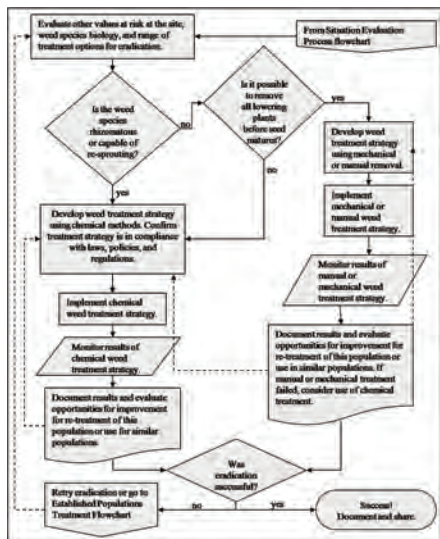 Evaluate other values at risk at the site,
weed species biology, and range of
treatment options for eradication.
From Situation Evaluation
Process flowchart
Is the weed
species
rhizomatous
or capable of
re-sprouting?
no
Is it possible
to remove
all lowering
plants
before seed
matures?
yes
no
yes
Develop weed
treatment strategy
using mechanical
or manual removal.
Implement
mechanical or
manual weed
treatment strategy.
Monitor results of
manual or
mechanical weed
treatment strategy.
Develop weed treatment strategy
using chemical methods. Confirm
treatment strategy is in compliance
with laws, policies, and
regulations.
Implement chemical
weed treatment strategy.
Monitor results of
chemical weed
treatment strategy
Document results and evaluate
opportunities for improvement
for re-treatment of this
population or use for similar
populations.
Document results and evaluate
opportunities for improvement for
re-treatment of this population or
use in similar populations. If
manual or mechanical treatment
failed, consider use of chemical
treatment.
Was
eradication
successful?
no
yes
Retry eradication or go to
Established Populations
Treatment Flowchart
Success!
Document and share.